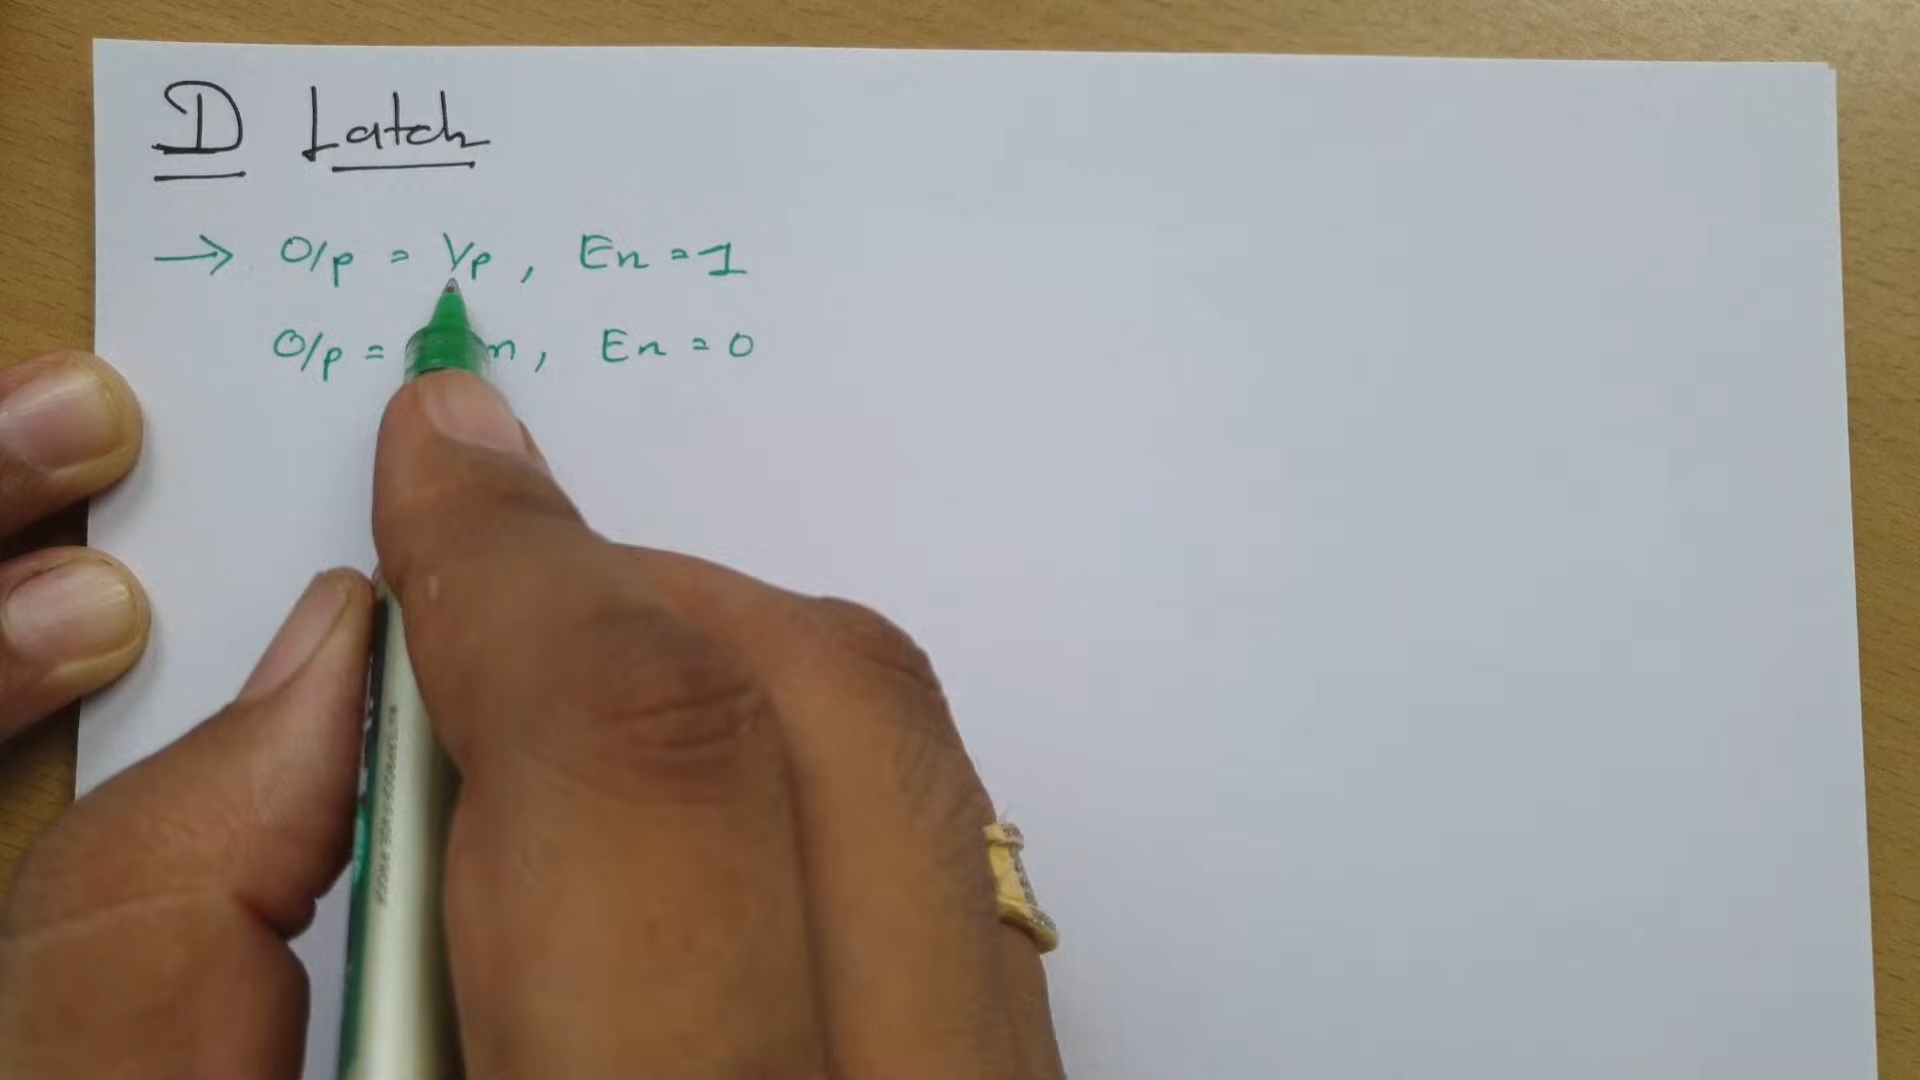 D Latch
→ O/p = I/p , En = 1
O/p = , En = 0